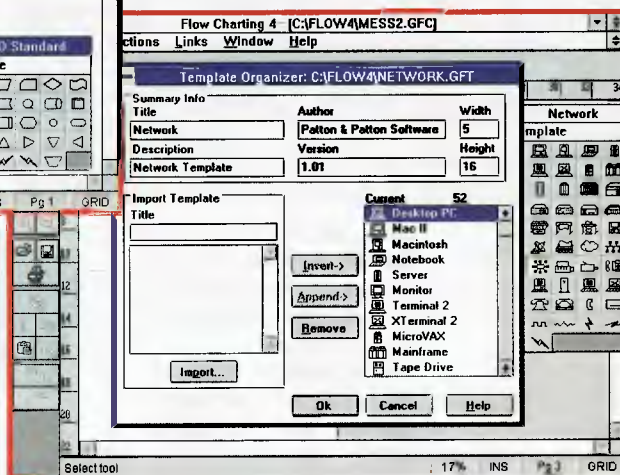 Flow Charting 4 - [C:\FLOW4\MESS2.GFC]
ctions Links Window Help
D Standard
Template Organizer: C:\FLOW4\NETWORK.GFT
Summary Info
Title Author Width
Network Patton & Patton Software 5
Description Version Height
Network Template 1.01 16
Network
mplate
Pg 1 GRID
Import Template
Title
Current 52
Desktop PC
Mac II
Macintosh
Notebook
Server
Monitor
Terminal 2
XTerminal 2
MicroVAX
Mainframe
Tape Drive
Insert->
Append->
Remove
Import...
Ok Cancel Help
12
20
Select tool 17% INS Pg 3 GRID